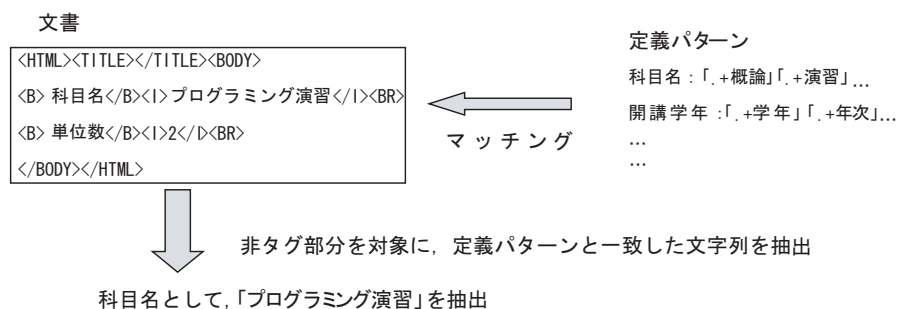 文書
<HTML><TITLE></TITLE><BODY>
<B> 科目名</B><I>プログラミング演習</I><BR>
<B> 単位数</B><I>2</I><BR>
</BODY></HTML>
マッチング
定義パターン
科目名：「.+概論」「.+演習」…
開講学年：「.+学年」「.+年次」…
…
…
非タグ部分を対象に，定義パターンと一致した文字列を抽出
科目名として，「プログラミング演習」を抽出